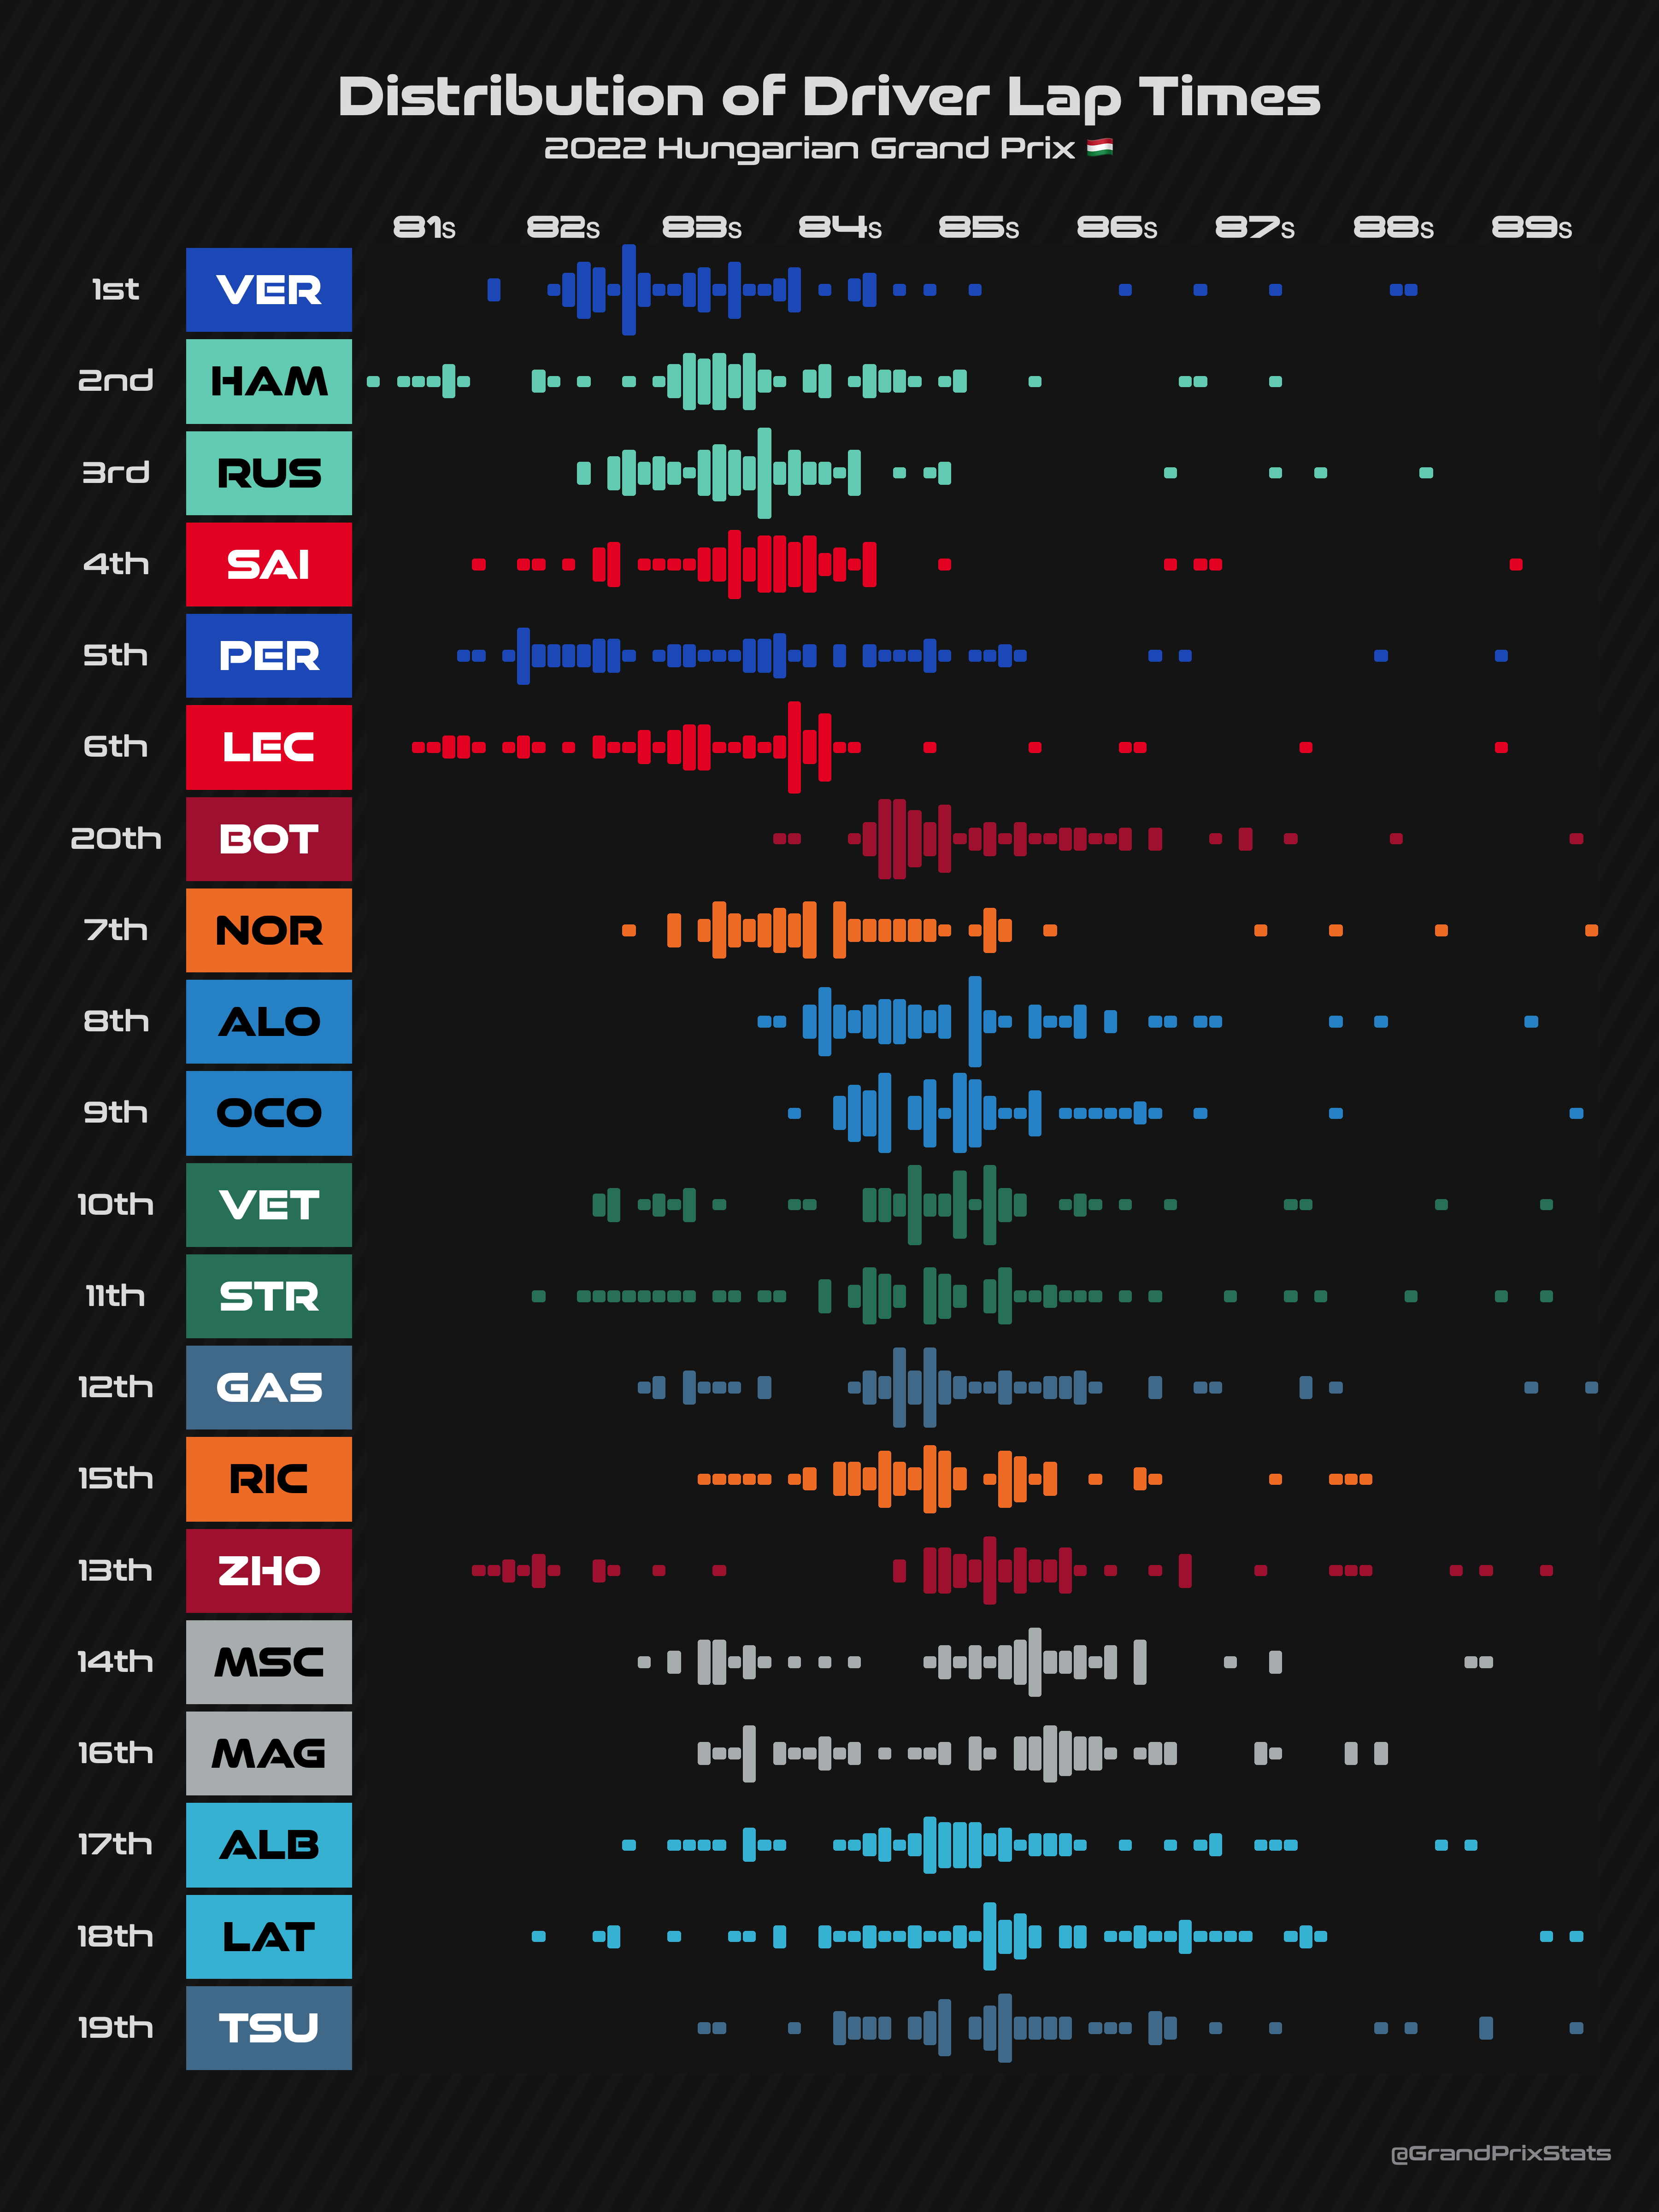 Distribution of Driver Lap Times
2022 Hungarian Grand Prix 🇭🇺
81s 82s 83s 84s 85s 86s 87s 88s 89s
1st VER
2nd HAM
3rd RUS
4th SAI
5th PER
6th LEC
20th BOT
7th NOR
8th ALO
9th OCO
10th VET
11th STR
12th GAS
15th RIC
13th ZHO
14th MSC
16th MAG
17th ALB
18th LAT
19th TSU
@GrandPrixStats